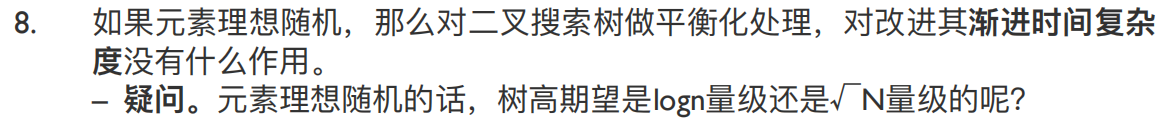 8. 如果元素理想随机，那么对二叉搜索树做平衡化处理，对改进其渐进时间复杂
度没有什么作用。
– 疑问。元素理想随机的话，树高期望是logn量级还是√N量级的呢？